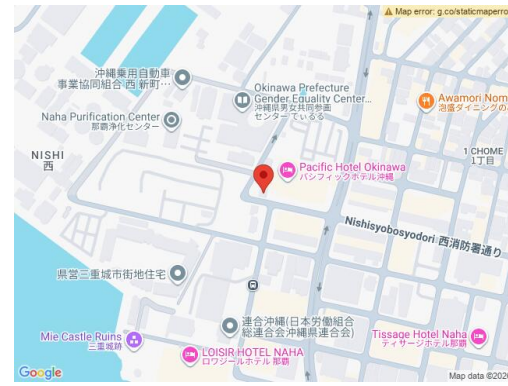 Map error: g.co/staticmaperro
沖縄乗用自動車
事業協同組合 西 新町…
Okinawa Prefecture
Gender Equality Center...
沖縄県男女共同参画
センター てぃるる
Awamori Nom
泡盛ダイニングの
Naha Purification Center
那覇浄化センター
NISHI
西
1 CHOME
1丁目
Pacific Hotel Okinawa
パシフィックホテル沖縄
Nishisyobosyodori 西消防署通り
県営三重城市街地住宅
連合沖縄(日本労働組合
総連合会沖縄県連合会)
Mie Castle Ruins
三重城跡
LOISIR HOTEL NAHA
ロワジールホテル 那覇
Tissage Hotel Naha
ティサージホテル那覇
Google
Map data ©2026